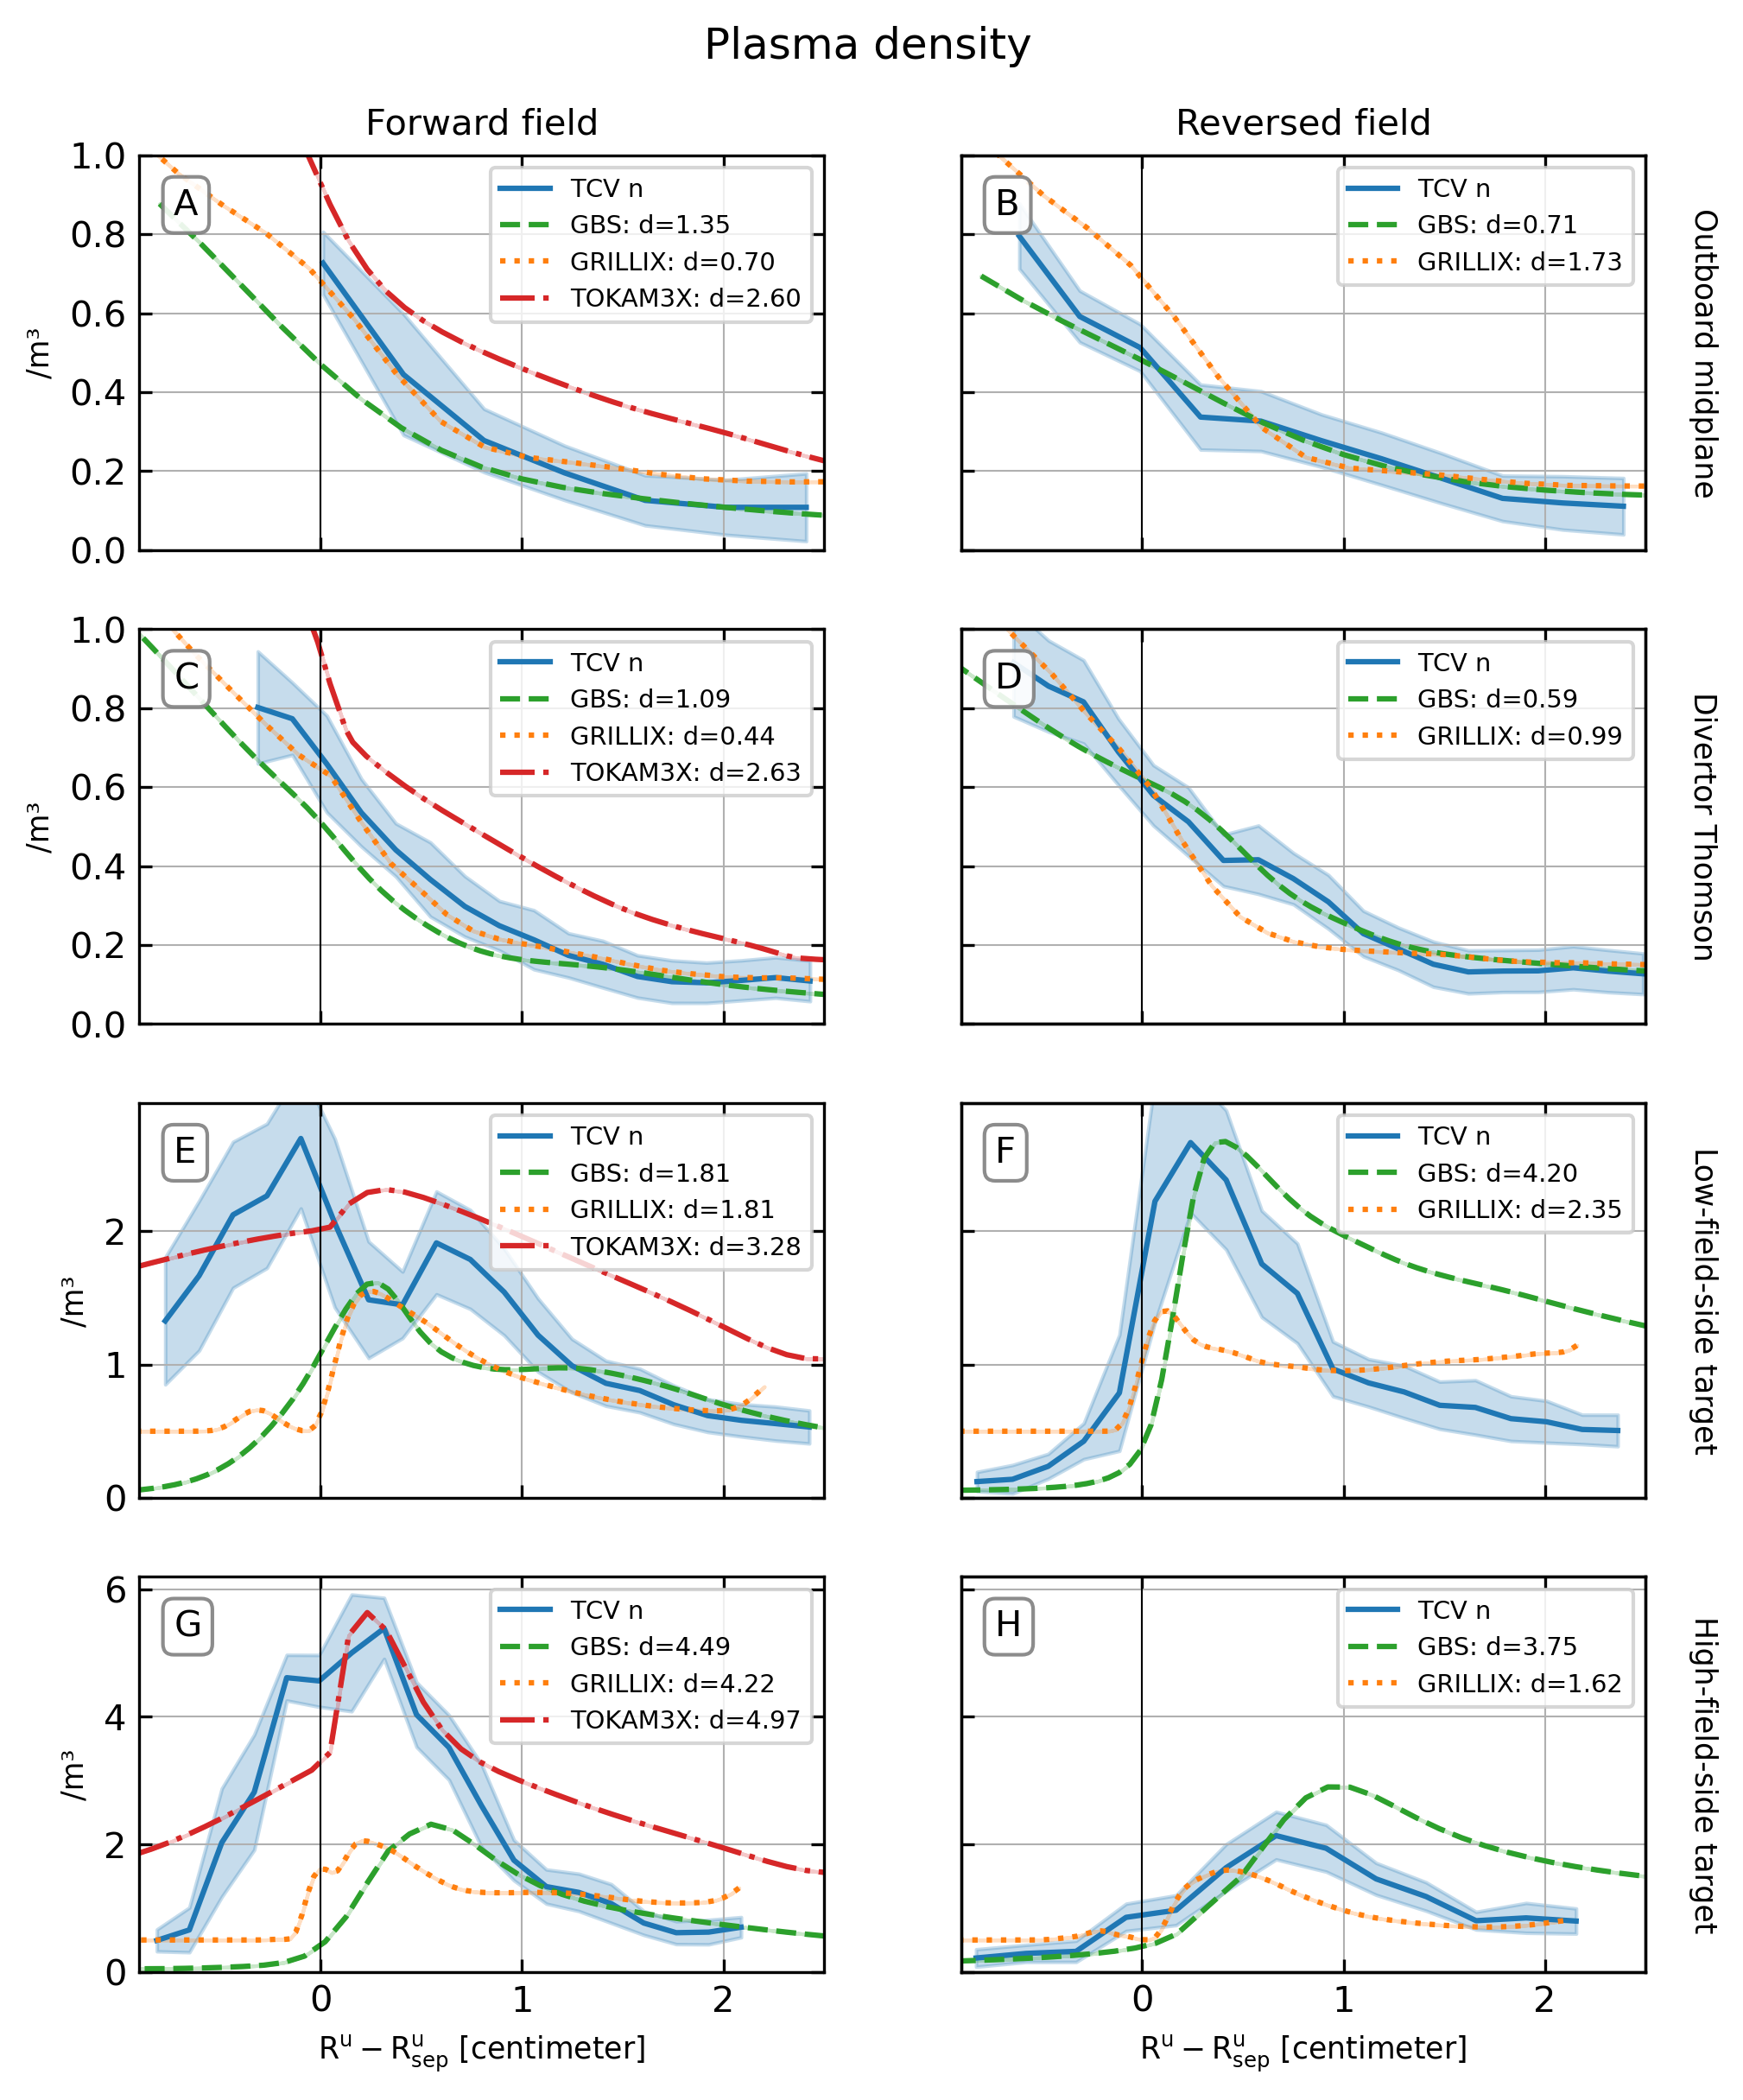 Plasma density
Forward field
Reversed field
1.0
0.8
0.6
0.4
0.2
0.0
/m³
A
TCV n
GBS: d=1.35
GRILLIX: d=0.70
TOKAM3X: d=2.60
B
TCV n
GBS: d=0.71
GRILLIX: d=1.73
Outboard midplane
1.0
0.8
0.6
0.4
0.2
0.0
/m³
C
TCV n
GBS: d=1.09
GRILLIX: d=0.44
TOKAM3X: d=2.63
D
TCV n
GBS: d=0.59
GRILLIX: d=0.99
Divertor Thomson
2
1
0
/m³
E
TCV n
GBS: d=1.81
GRILLIX: d=1.81
TOKAM3X: d=3.28
F
TCV n
GBS: d=4.20
GRILLIX: d=2.35
Low-field-side target
6
4
2
0
/m³
G
TCV n
GBS: d=4.49
GRILLIX: d=4.22
TOKAM3X: d=4.97
H
TCV n
GBS: d=3.75
GRILLIX: d=1.62
High-field-side target
0 1 2
0 1 2
Rᵘ − Rᵘsep [centimeter]
Rᵘ − Rᵘsep [centimeter]